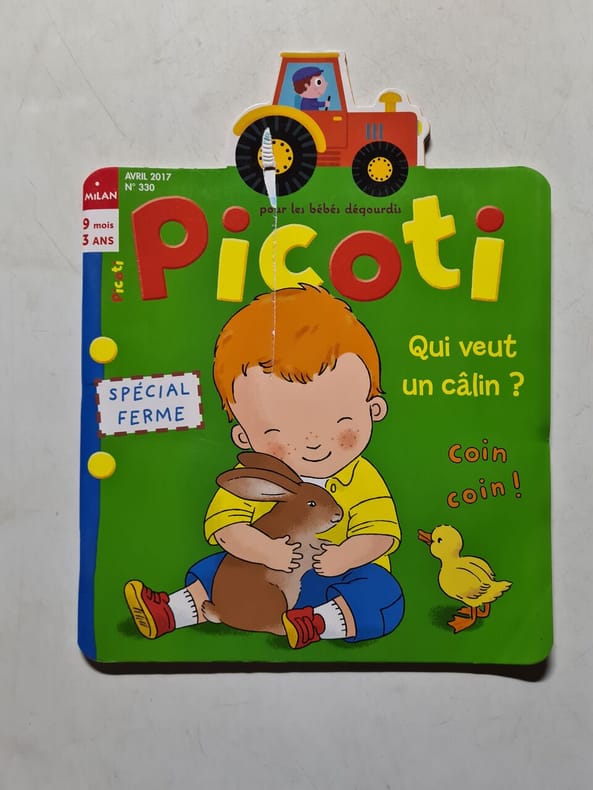 MiLAN
AVRIL 2017
N° 330
9 mois
3 ANS
pour les bébés dégourdis
Picoti
Picoti
Qui veut
un câlin ?
SPÉCIAL
FERME
coin
coin !